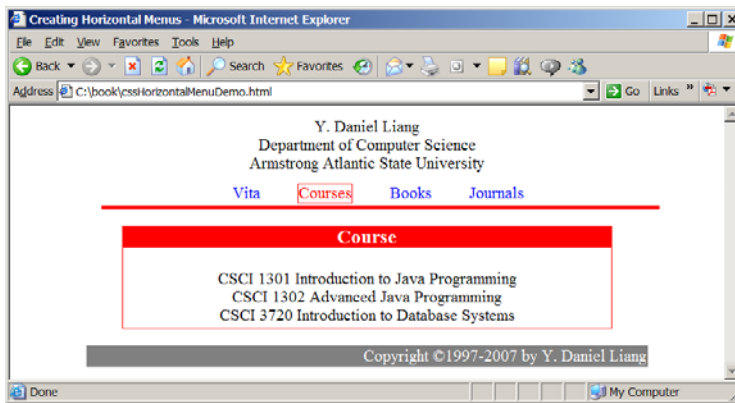 Creating Horizontal Menus - Microsoft Internet Explorer
File Edit View Favorites Tools Help
Back Search Favorites
Address C:\book\cssHorizontalMenuDemo.html Go Links »
Y. Daniel Liang
Department of Computer Science
Armstrong Atlantic State University
Vita Courses Books Journals
Course
CSCI 1301 Introduction to Java Programming
CSCI 1302 Advanced Java Programming
CSCI 3720 Introduction to Database Systems
Copyright ©1997-2007 by Y. Daniel Liang
Done My Computer